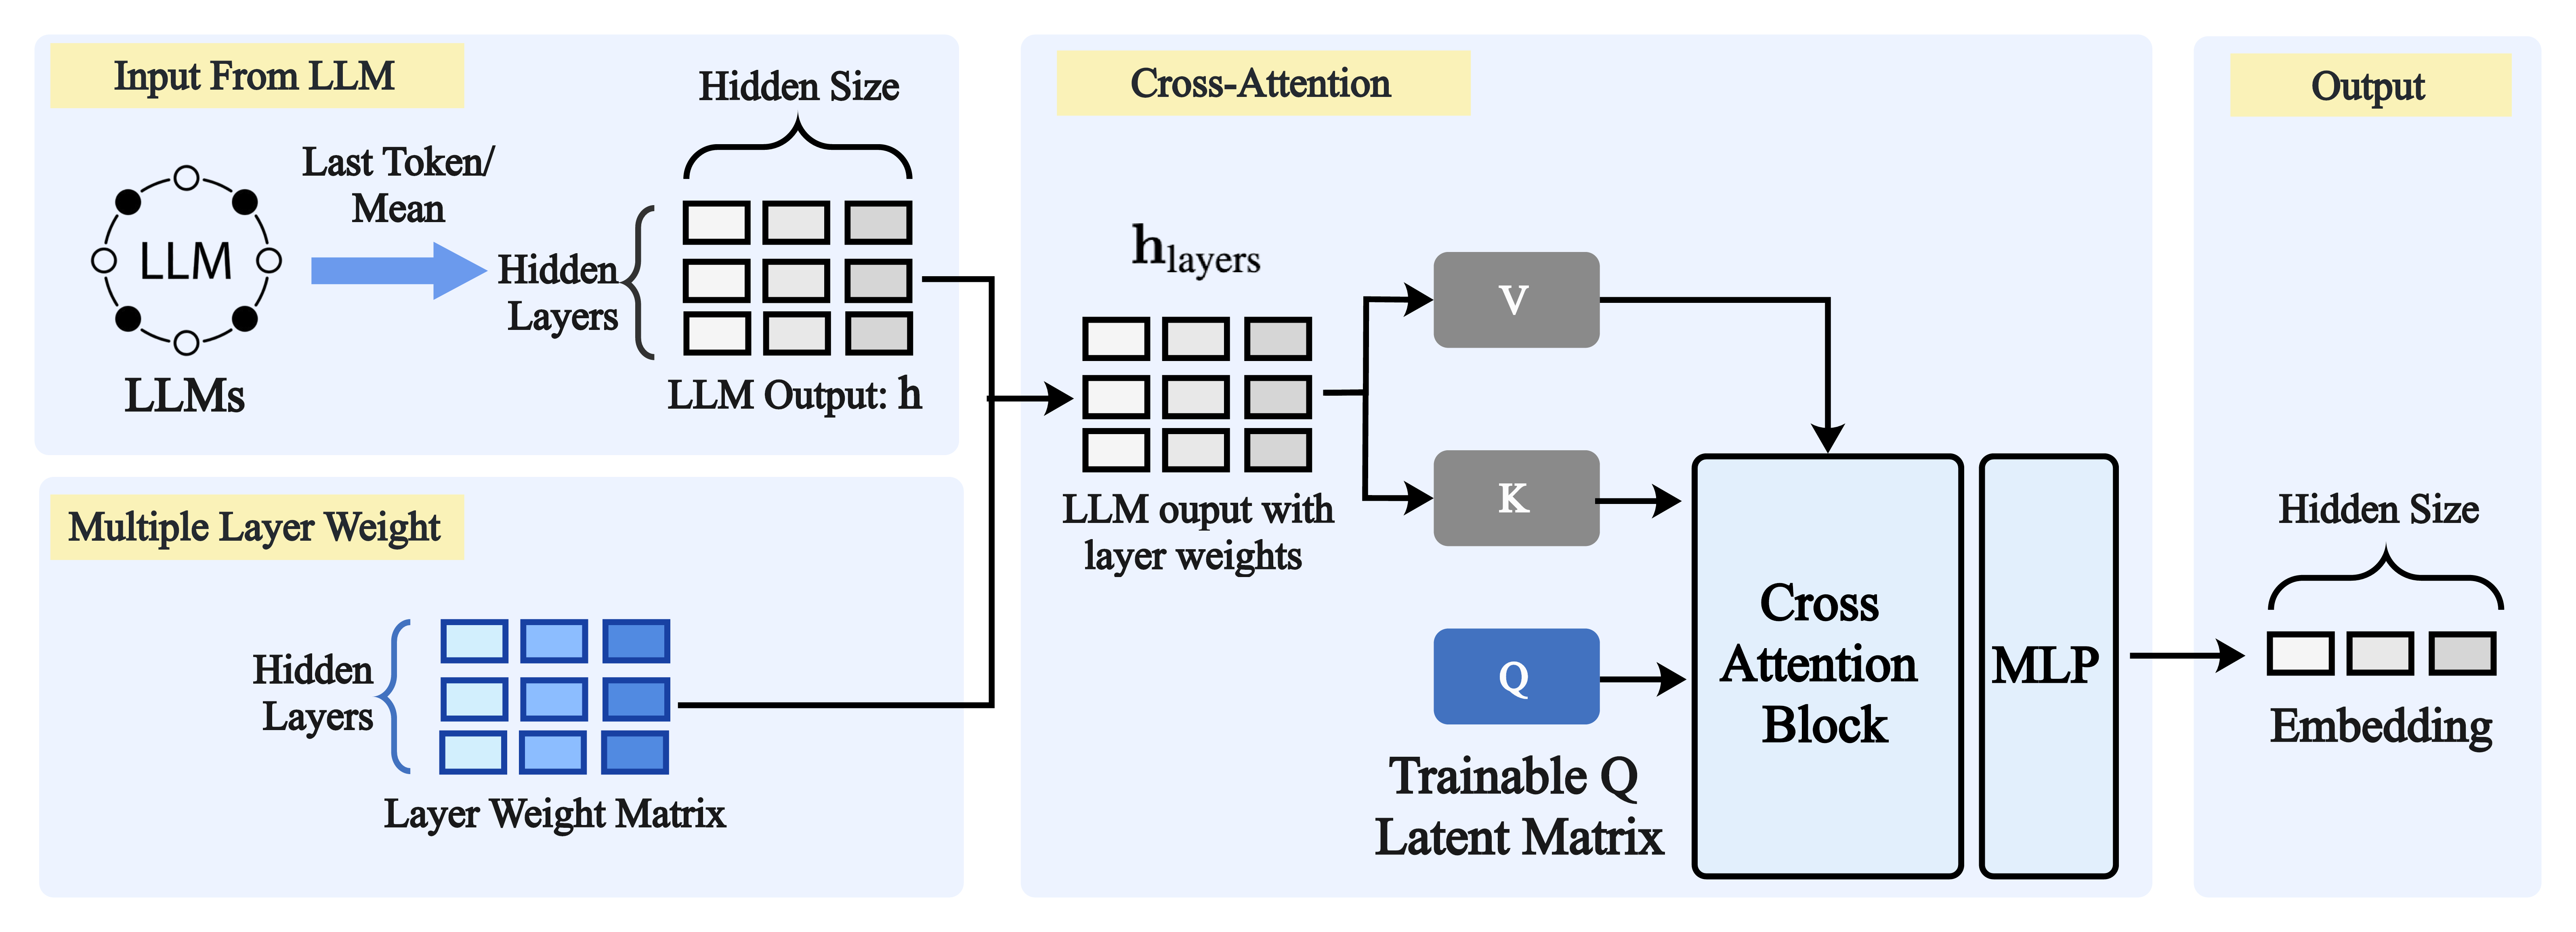 Input From LLM
Last Token/
Mean
LLM
LLMs
Hidden Size
Hidden
Layers
LLM Output: h
Multiple Layer Weight
Hidden
Layers
Layer Weight Matrix
Cross-Attention
h layers
LLM ouput with
layer weights
V
K
Q
Trainable Q
Latent Matrix
Cross
Attention
Block
MLP
Output
Hidden Size
Embedding